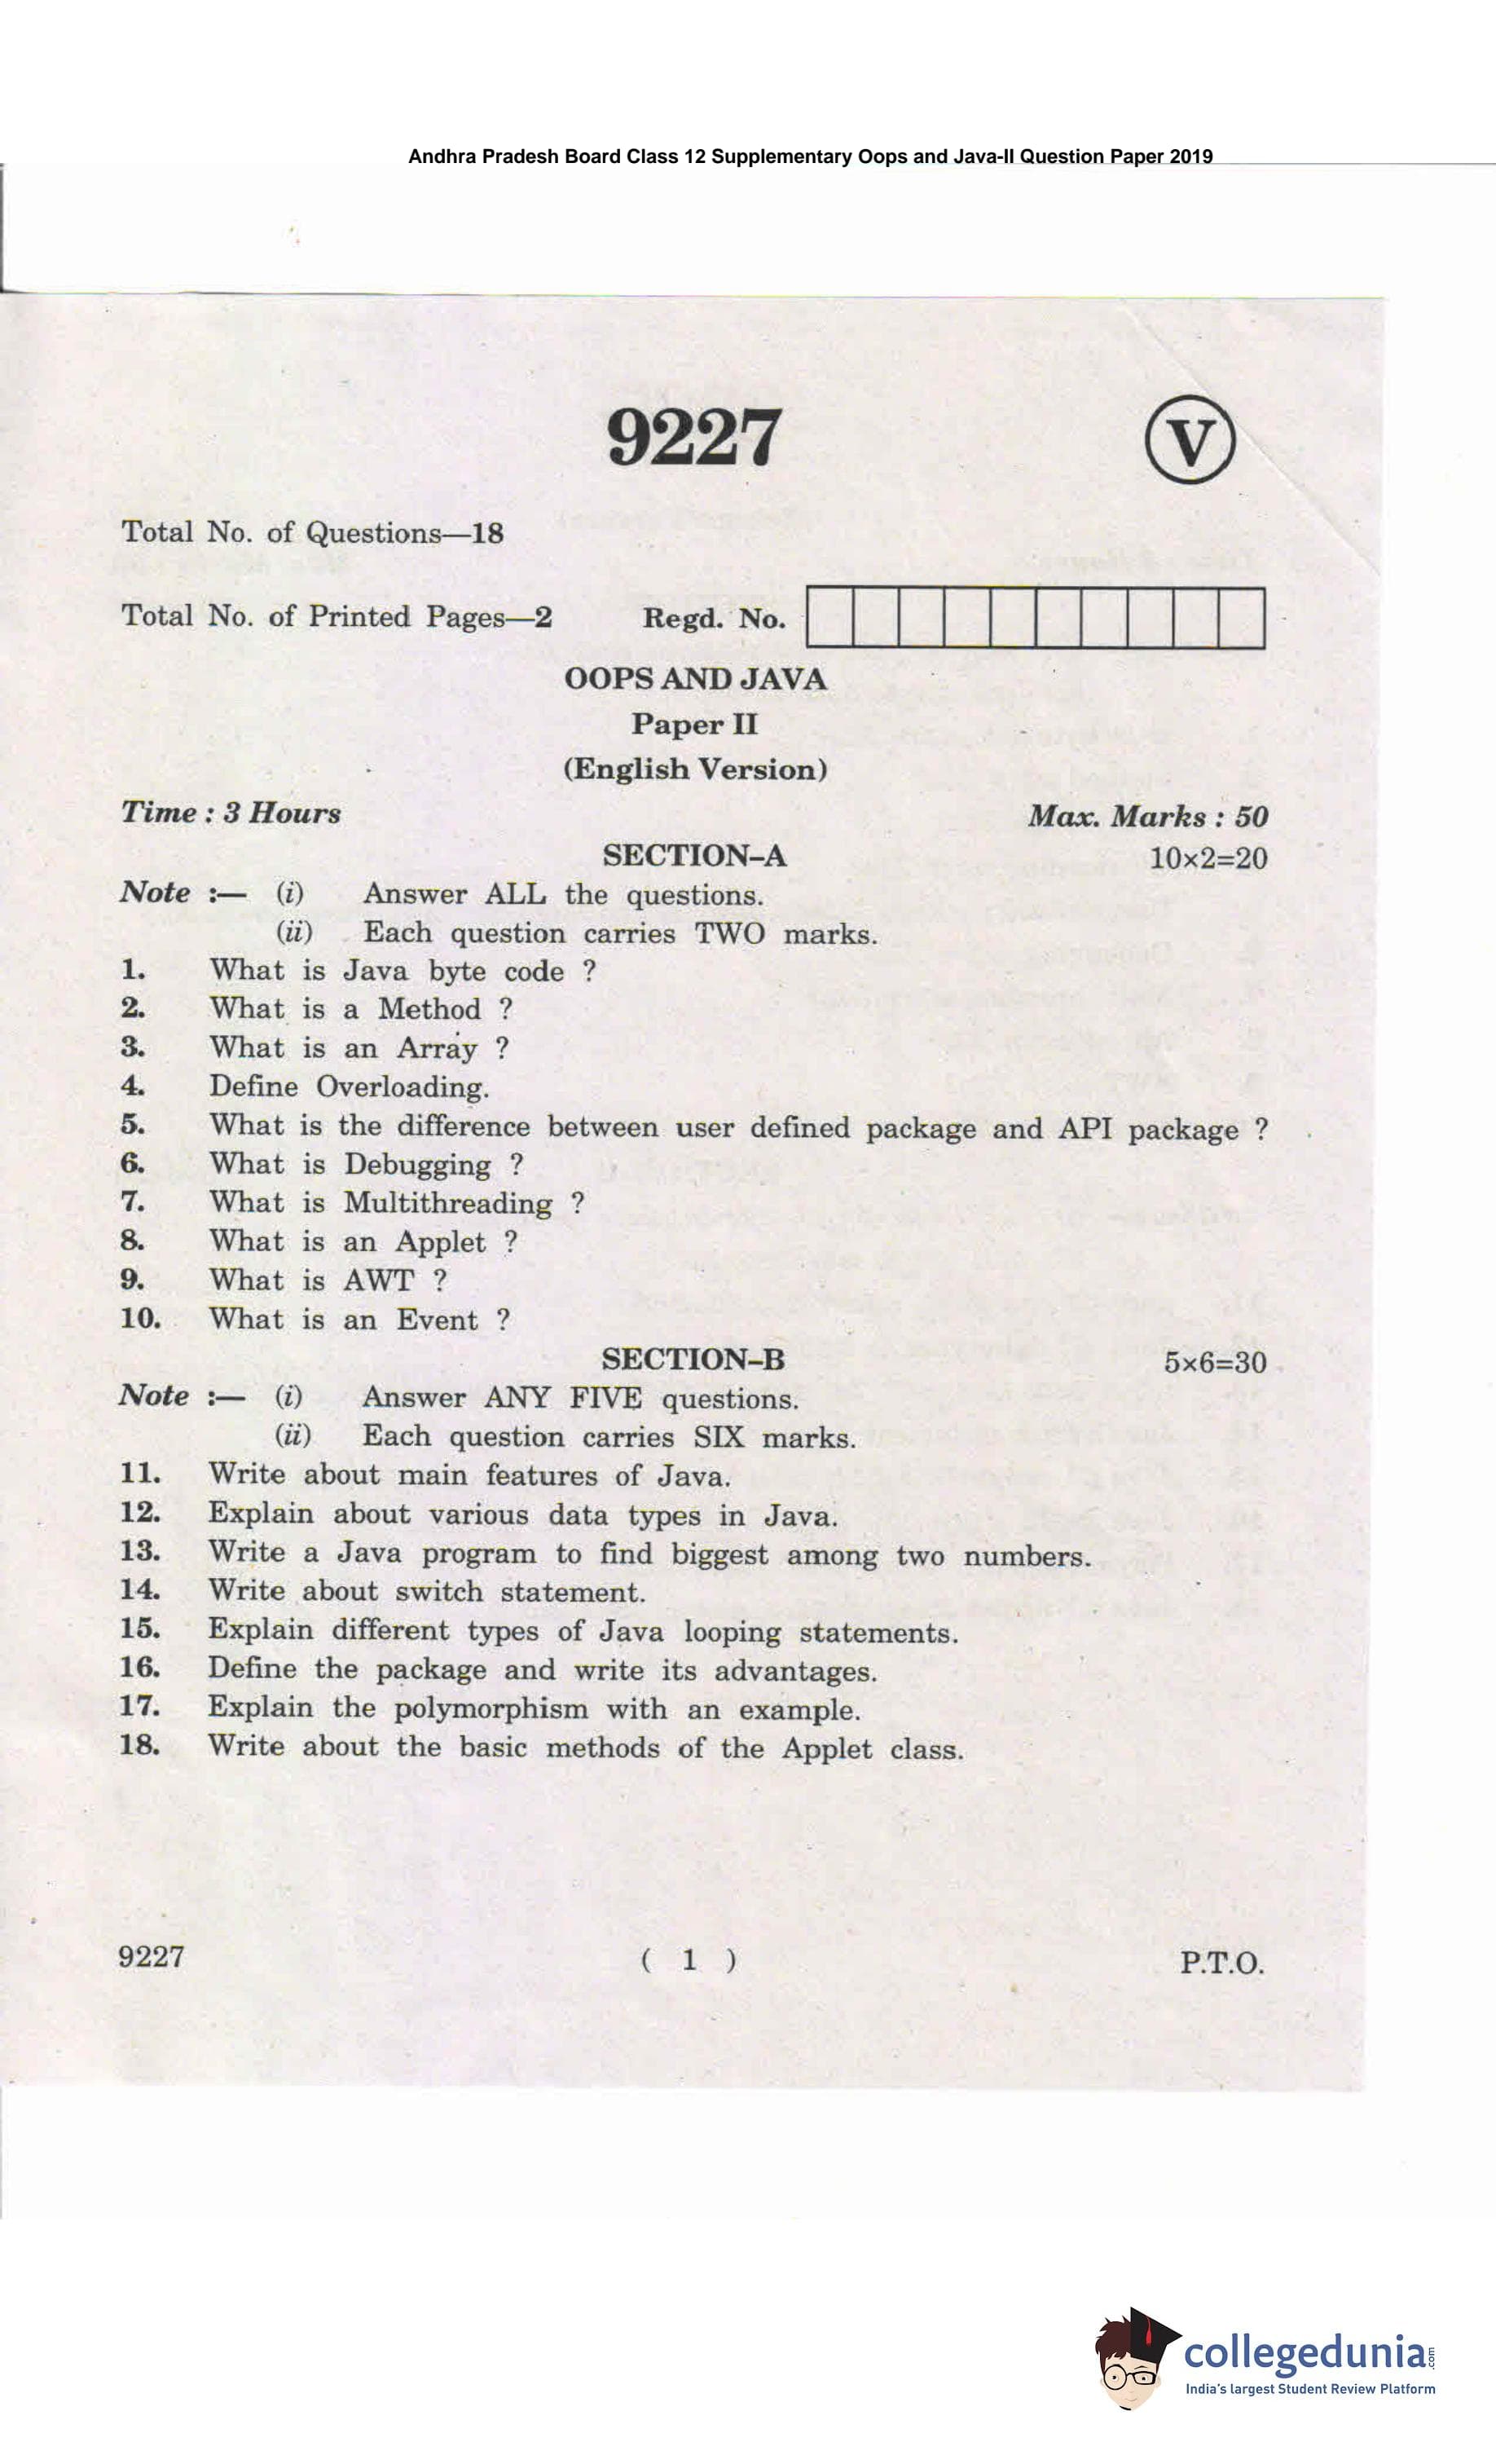 Andhra Pradesh Board Class 12 Supplementary Oops and Java-II Question Paper 2019
9227
V
Total No. of Questions—18
Total No. of Printed Pages—2 Regd. No.
OOPS AND JAVA
Paper II
(English Version)
Time : 3 Hours Max. Marks : 50
SECTION–A 10×2=20
Note :— (i) Answer ALL the questions.
(ii) Each question carries TWO marks.
1. What is Java byte code ?
2. What is a Method ?
3. What is an Array ?
4. Define Overloading.
5. What is the difference between user defined package and API package ?
6. What is Debugging ?
7. What is Multithreading ?
8. What is an Applet ?
9. What is AWT ?
10. What is an Event ?
SECTION–B 5×6=30
Note :— (i) Answer ANY FIVE questions.
(ii) Each question carries SIX marks.
11. Write about main features of Java.
12. Explain about various data types in Java.
13. Write a Java program to find biggest among two numbers.
14. Write about switch statement.
15. Explain different types of Java looping statements.
16. Define the package and write its advantages.
17. Explain the polymorphism with an example.
18. Write about the basic methods of the Applet class.
9227 ( 1 ) P.T.O.
collegedunia.com
India's largest Student Review Platform